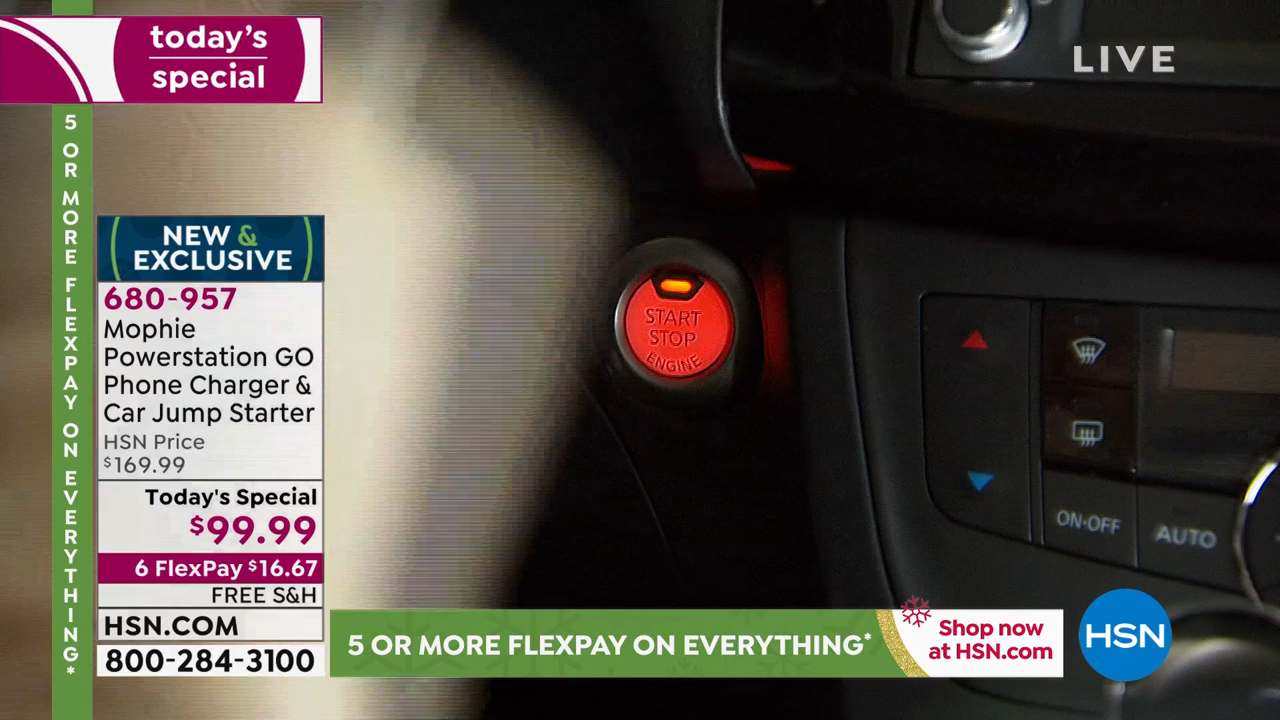 today's
special
LIVE
5 OR MORE FLEXPAY ON EVERYTHING*
NEW &
EXCLUSIVE
680-957
Mophie
Powerstation GO
Phone Charger &
Car Jump Starter
HSN Price
$169.99
Today's Special
$99.99
6 FlexPay $16.67
FREE S&H
HSN.COM
800-284-3100
START
STOP
ENGINE
ON·OFF
AUTO
5 OR MORE FLEXPAY ON EVERYTHING*
Shop now
at HSN.com
HSN